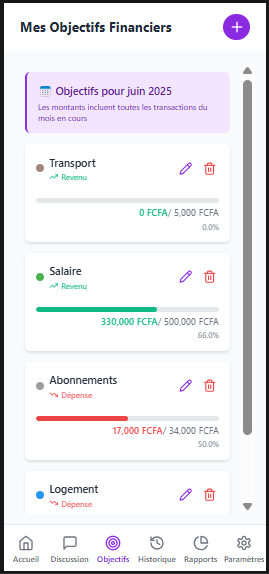 Mes Objectifs Financiers
Objectifs pour juin 2025
Les montants incluent toutes les transactions du
mois en cours
Transport
Revenu
0 FCFA/ 5,000 FCFA
0.0%
Salaire
Revenu
330,000 FCFA/ 500,000 FCFA
66.0%
Abonnements
Dépense
17,000 FCFA/ 34,000 FCFA
50.0%
Logement
Dépense
Accueil Discussion Objectifs Historique Rapports Paramètres